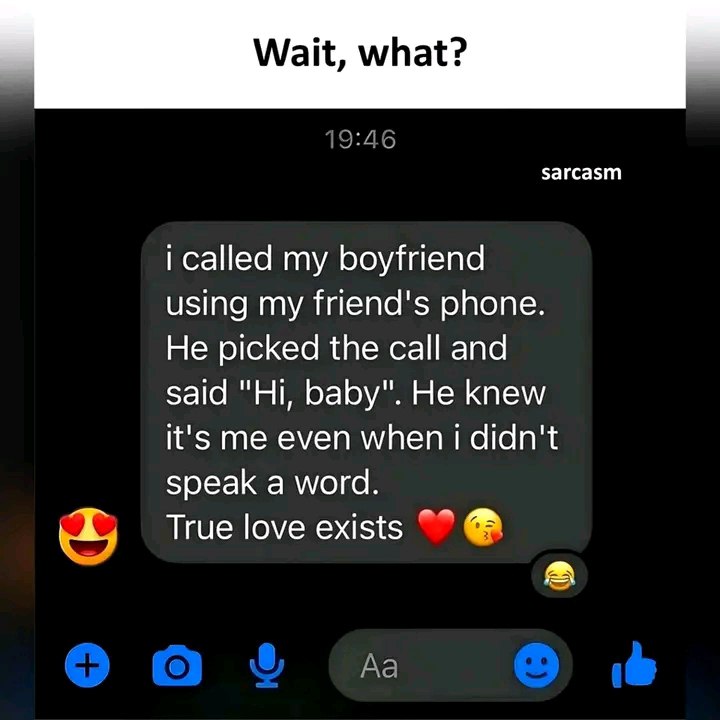 Wait, what?
19:46
sarcasm
i called my boyfriend
using my friend's phone.
He picked the call and
said "Hi, baby". He knew
it's me even when i didn't
speak a word.
True love exists ❤️😘
Aa